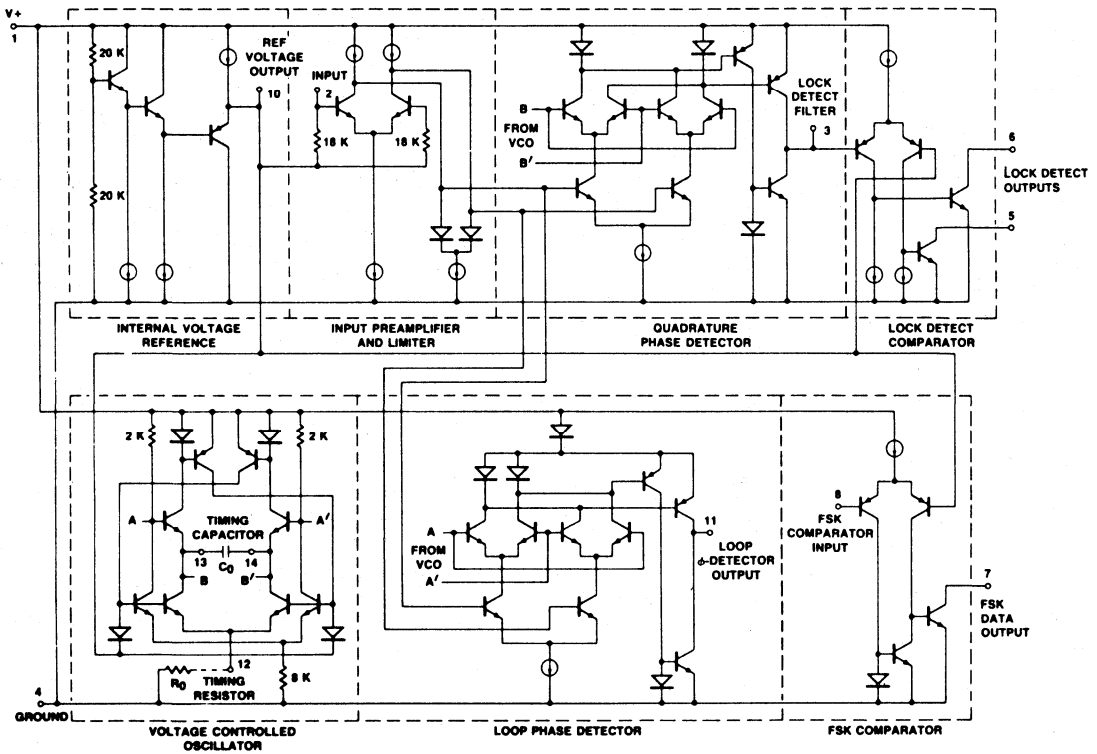 V+
1
20 K
20 K
REF
VOLTAGE
OUTPUT
10
INPUT
2
18 K
18 K
B
FROM
VCO
B'
LOCK
DETECT
FILTER
3
6
LOCK DETECT
OUTPUTS
5
INTERNAL VOLTAGE
REFERENCE
INPUT PREAMPLIFIER
AND LIMITER
QUADRATURE
PHASE DETECTOR
LOCK DETECT
COMPARATOR
2 K
2 K
A
TIMING
CAPACITOR
A'
13
C0
14
B
B'
12
R0
TIMING
RESISTOR
8 K
4
GROUND
A
FROM
VCO
A'
11
LOOP
ϕ-DETECTOR
OUTPUT
8
FSK
COMPARATOR
INPUT
7
FSK
DATA
OUTPUT
VOLTAGE CONTROLLED
OSCILLATOR
LOOP PHASE DETECTOR
FSK COMPARATOR